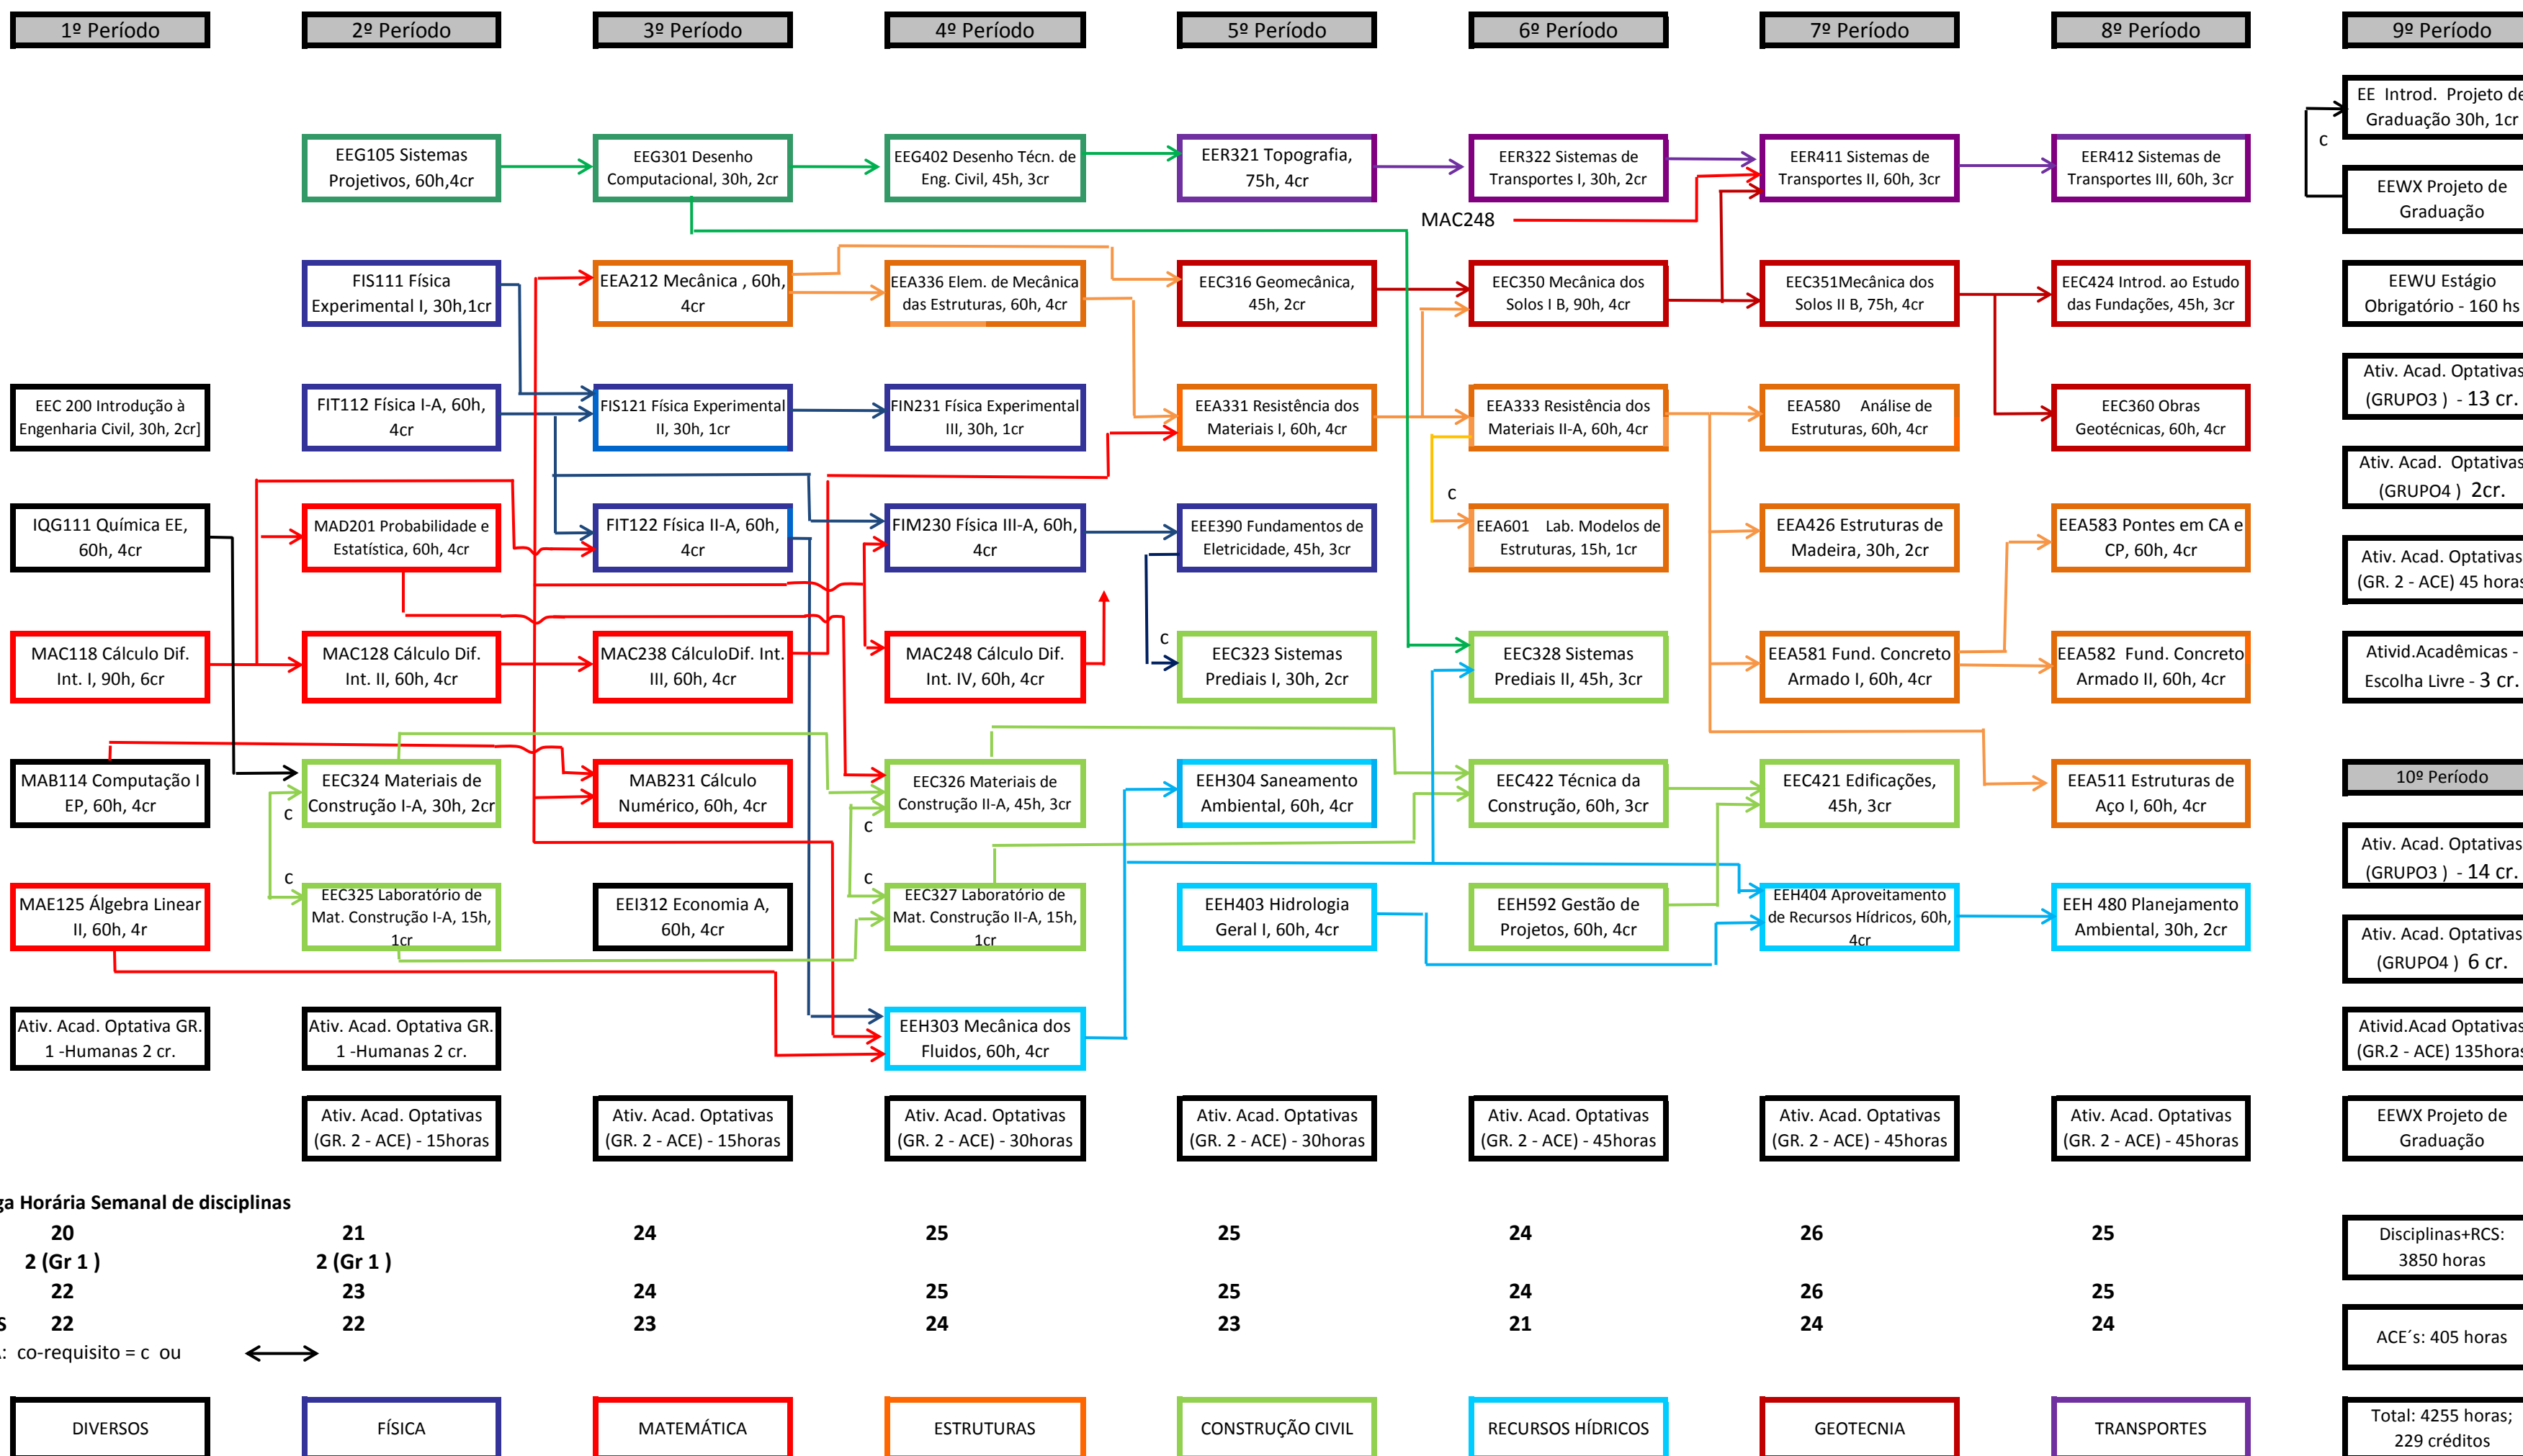 1º Período
2º Período
3º Período
4º Período
5º Período
6º Período
7º Período
8º Período
9º Período
EE Introd. Projeto de
Graduação 30h, 1cr
c
EEG105 Sistemas
Projetivos, 60h,4cr
EEG301 Desenho
Computacional, 30h, 2cr
EEG402 Desenho Técn. de
Eng. Civil, 45h, 3cr
EER321 Topografia,
75h, 4cr
EER322 Sistemas de
Transportes I, 30h, 2cr
EER411 Sistemas de
Transportes II, 60h, 3cr
EER412 Sistemas de
Transportes III, 60h, 3cr
EEWX Projeto de
Graduação
MAC248
FIS111 Física
Experimental I, 30h,1cr
EEA212 Mecânica , 60h,
4cr
EEA336 Elem. de Mecânica
das Estruturas, 60h, 4cr
EEC316 Geomecânica,
45h, 2cr
EEC350 Mecânica dos
Solos I B, 90h, 4cr
EEC351Mecânica dos
Solos II B, 75h, 4cr
EEC424 Introd. ao Estudo
das Fundações, 45h, 3cr
EEWU Estágio
Obrigatório - 160 hs
EEC 200 Introdução à
Engenharia Civil, 30h, 2cr]
FIT112 Física I-A, 60h,
4cr
FIS121 Física Experimental
II, 30h, 1cr
FIN231 Física Experimental
III, 30h, 1cr
EEA331 Resistência dos
Materiais I, 60h, 4cr
EEA333 Resistência dos
Materiais II-A, 60h, 4cr
EEA580 Análise de
Estruturas, 60h, 4cr
EEC360 Obras
Geotécnicas, 60h, 4cr
Ativ. Acad. Optativas
(GRUPO3 ) - 13 cr.
Ativ. Acad. Optativas
(GRUPO4 ) 2cr.
c
IQG111 Química EE,
60h, 4cr
MAD201 Probabilidade e
Estatística, 60h, 4cr
FIT122 Física II-A, 60h,
4cr
FIM230 Física III-A, 60h,
4cr
EEE390 Fundamentos de
Eletricidade, 45h, 3cr
EEA601 Lab. Modelos de
Estruturas, 15h, 1cr
EEA426 Estruturas de
Madeira, 30h, 2cr
EEA583 Pontes em CA e
CP, 60h, 4cr
Ativ. Acad. Optativas
(GR. 2 - ACE) 45 horas
c
MAC118 Cálculo Dif.
Int. I, 90h, 6cr
MAC128 Cálculo Dif.
Int. II, 60h, 4cr
MAC238 CálculoDif. Int.
III, 60h, 4cr
MAC248 Cálculo Dif.
Int. IV, 60h, 4cr
EEC323 Sistemas
Prediais I, 30h, 2cr
EEC328 Sistemas
Prediais II, 45h, 3cr
EEA581 Fund. Concreto
Armado I, 60h, 4cr
EEA582 Fund. Concreto
Armado II, 60h, 4cr
Ativid.Acadêmicas -
Escolha Livre - 3 cr.
MAB114 Computação I
EP, 60h, 4cr
c
EEC324 Materiais de
Construção I-A, 30h, 2cr
MAB231 Cálculo
Numérico, 60h, 4cr
c
EEC326 Materiais de
Construção II-A, 45h, 3cr
EEH304 Saneamento
Ambiental, 60h, 4cr
EEC422 Técnica da
Construção, 60h, 3cr
EEC421 Edificações,
45h, 3cr
EEA511 Estruturas de
Aço I, 60h, 4cr
10º Período
Ativ. Acad. Optativas
(GRUPO3 ) - 14 cr.
MAE125 Álgebra Linear
II, 60h, 4r
c
EEC325 Laboratório de
Mat. Construção I-A, 15h,
1cr
EEI312 Economia A,
60h, 4cr
c
EEC327 Laboratório de
Mat. Construção II-A, 15h,
1cr
EEH403 Hidrologia
Geral I, 60h, 4cr
EEH592 Gestão de
Projetos, 60h, 4cr
EEH404 Aproveitamento
de Recursos Hídricos, 60h,
4cr
EEH 480 Planejamento
Ambiental, 30h, 2cr
Ativ. Acad. Optativas
(GRUPO4 ) 6 cr.
Ativ. Acad. Optativa GR.
1 -Humanas 2 cr.
Ativ. Acad. Optativa GR.
1 -Humanas 2 cr.
EEH303 Mecânica dos
Fluidos, 60h, 4cr
Ativid.Acad Optativas
(GR.2 - ACE) 135horas
Ativ. Acad. Optativas
(GR. 2 - ACE) - 15horas
Ativ. Acad. Optativas
(GR. 2 - ACE) - 15horas
Ativ. Acad. Optativas
(GR. 2 - ACE) - 30horas
Ativ. Acad. Optativas
(GR. 2 - ACE) - 30horas
Ativ. Acad. Optativas
(GR. 2 - ACE) - 45horas
Ativ. Acad. Optativas
(GR. 2 - ACE) - 45horas
Ativ. Acad. Optativas
(GR. 2 - ACE) - 45horas
EEWX Projeto de
Graduação
ga Horária Semanal de disciplinas
20 21 24 25 25 24 26 25
2 (Gr 1 ) 2 (Gr 1 )
22 23 24 25 25 24 26 25
S 22 22 23 24 23 21 24 24
A: co-requisito = c ou
Disciplinas+RCS:
3850 horas
ACE´s: 405 horas
DIVERSOS
FÍSICA
MATEMÁTICA
ESTRUTURAS
CONSTRUÇÃO CIVIL
RECURSOS HÍDRICOS
GEOTECNIA
TRANSPORTES
Total: 4255 horas;
229 créditos